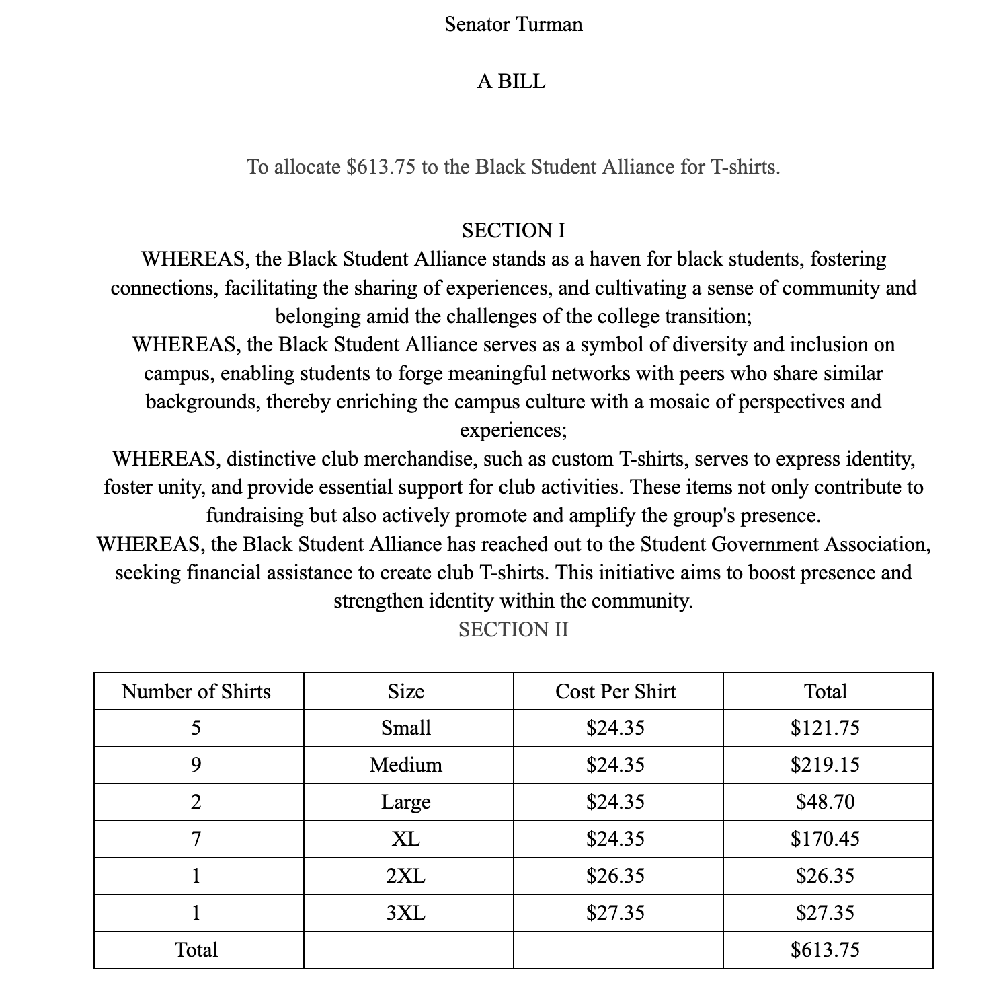 Senator Turman
A BILL
To allocate $613.75 to the Black Student Alliance for T-shirts.
SECTION I
WHEREAS, the Black Student Alliance stands as a haven for black students, fostering
connections, facilitating the sharing of experiences, and cultivating a sense of community and
belonging amid the challenges of the college transition;
WHEREAS, the Black Student Alliance serves as a symbol of diversity and inclusion on
campus, enabling students to forge meaningful networks with peers who share similar
backgrounds, thereby enriching the campus culture with a mosaic of perspectives and
experiences;
WHEREAS, distinctive club merchandise, such as custom T-shirts, serves to express identity,
foster unity, and provide essential support for club activities. These items not only contribute to
fundraising but also actively promote and amplify the group's presence.
WHEREAS, the Black Student Alliance has reached out to the Student Government Association,
seeking financial assistance to create club T-shirts. This initiative aims to boost presence and
strengthen identity within the community.
SECTION II
Number of Shirts Size Cost Per Shirt Total
5 Small $24.35 $121.75
9 Medium $24.35 $219.15
2 Large $24.35 $48.70
7 XL $24.35 $170.45
1 2XL $26.35 $26.35
1 3XL $27.35 $27.35
Total $613.75